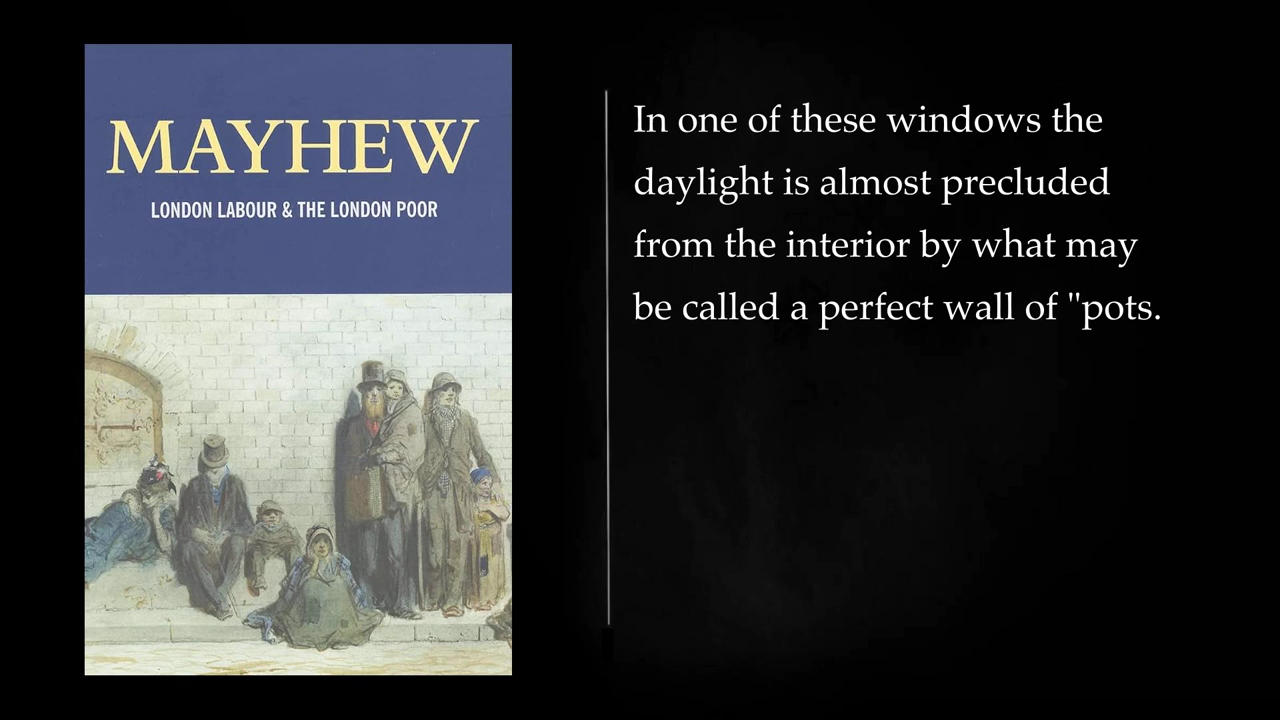 MAYHEW
LONDON LABOUR & THE LONDON POOR
In one of these windows the
daylight is almost precluded
from the interior by what may
be called a perfect wall of "pots.